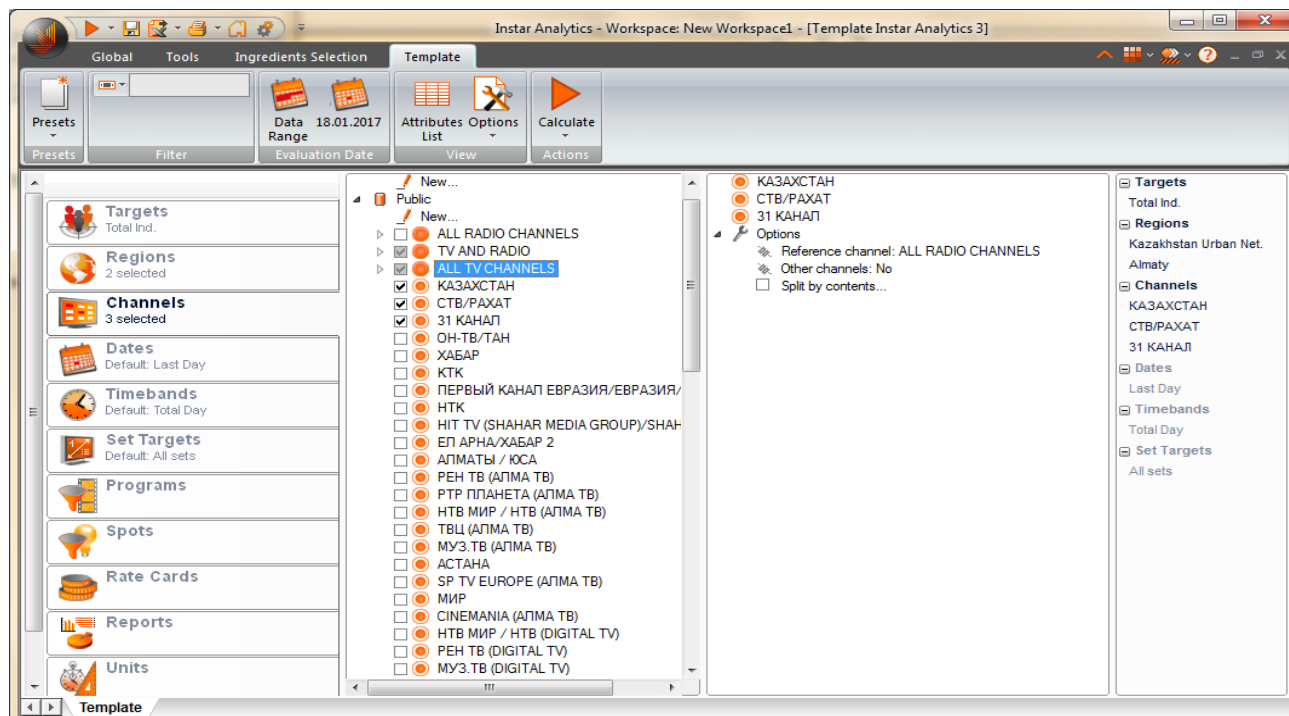 Instar Analytics - Workspace: New Workspace1 - [Template Instar Analytics 3]
Global Tools Ingredients Selection Template
Presets
Data Range
18.01.2017
Attributes List
Options
Calculate
Presets Filter Evaluation Date View Actions
Targets
Total Ind.
Regions
2 selected
Channels
3 selected
Dates
Default: Last Day
Timebands
Default: Total Day
Set Targets
Default: All sets
Programs
Spots
Rate Cards
Reports
Units
New...
Public
New...
ALL RADIO CHANNELS
TV AND RADIO
ALL TV CHANNELS
КАЗАХСТАН
СТВ/РАХАТ
31 КАНАЛ
ОН-ТВ/ТАН
ХАБАР
КТК
ПЕРВЫЙ КАНАЛ ЕВРАЗИЯ/ЕВРАЗИЯ/
НТК
HIT TV (SHAHAR MEDIA GROUP)/SHAH
ЕЛ АРНА/ХАБАР 2
АЛМАТЫ / ЮСА
РЕН ТВ (АЛМА ТВ)
РТР ПЛАНЕТА (АЛМА ТВ)
НТВ МИР / НТВ (АЛМА ТВ)
ТВЦ (АЛМА ТВ)
МУЗ.ТВ (АЛМА ТВ)
АСТАНА
SP TV EUROPE (АЛМА ТВ)
МИР
CINEMANIA (АЛМА ТВ)
НТВ МИР / НТВ (DIGITAL TV)
РЕН ТВ (DIGITAL TV)
МУЗ.ТВ (DIGITAL TV)
КАЗАХСТАН
СТВ/РАХАТ
31 КАНАЛ
Options
Reference channel: ALL RADIO CHANNELS
Other channels: No
Split by contents...
Targets
Total Ind.
Regions
Kazakhstan Urban Net.
Almaty
Channels
КАЗАХСТАН
СТВ/РАХАТ
31 КАНАЛ
Dates
Last Day
Timebands
Total Day
Set Targets
All sets
Template